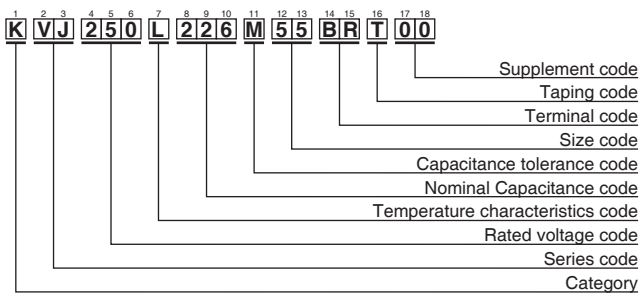 1 2 3 4 5 6 7 8 9 10 11 12 13 14 15 16 17 18
K V J 2 5 0 L 2 2 6 M 5 5 B R T 0 0
Supplement code
Taping code
Terminal code
Size code
Capacitance tolerance code
Nominal Capacitance code
Temperature characteristics code
Rated voltage code
Series code
Category